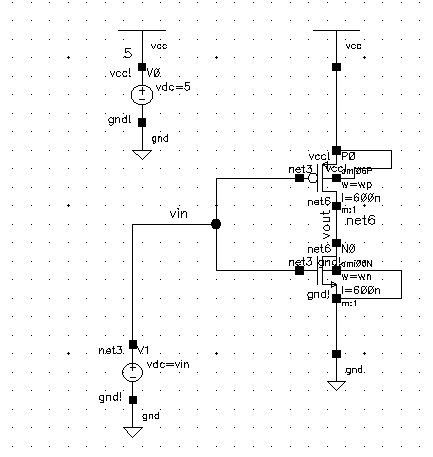 vcc
vcc
5
vcc! V0
vdc=5
gnd!
gnd
vcc! P0
net3 vcc! ami06P
w=wp
l=600n
net6 m:1
vin
vout
net6
net6 N0
net3 gnd! ami06N
w=wn
l=600n
gnd! m:1
net3 V1
vdc=vin
gnd
gnd!
gnd